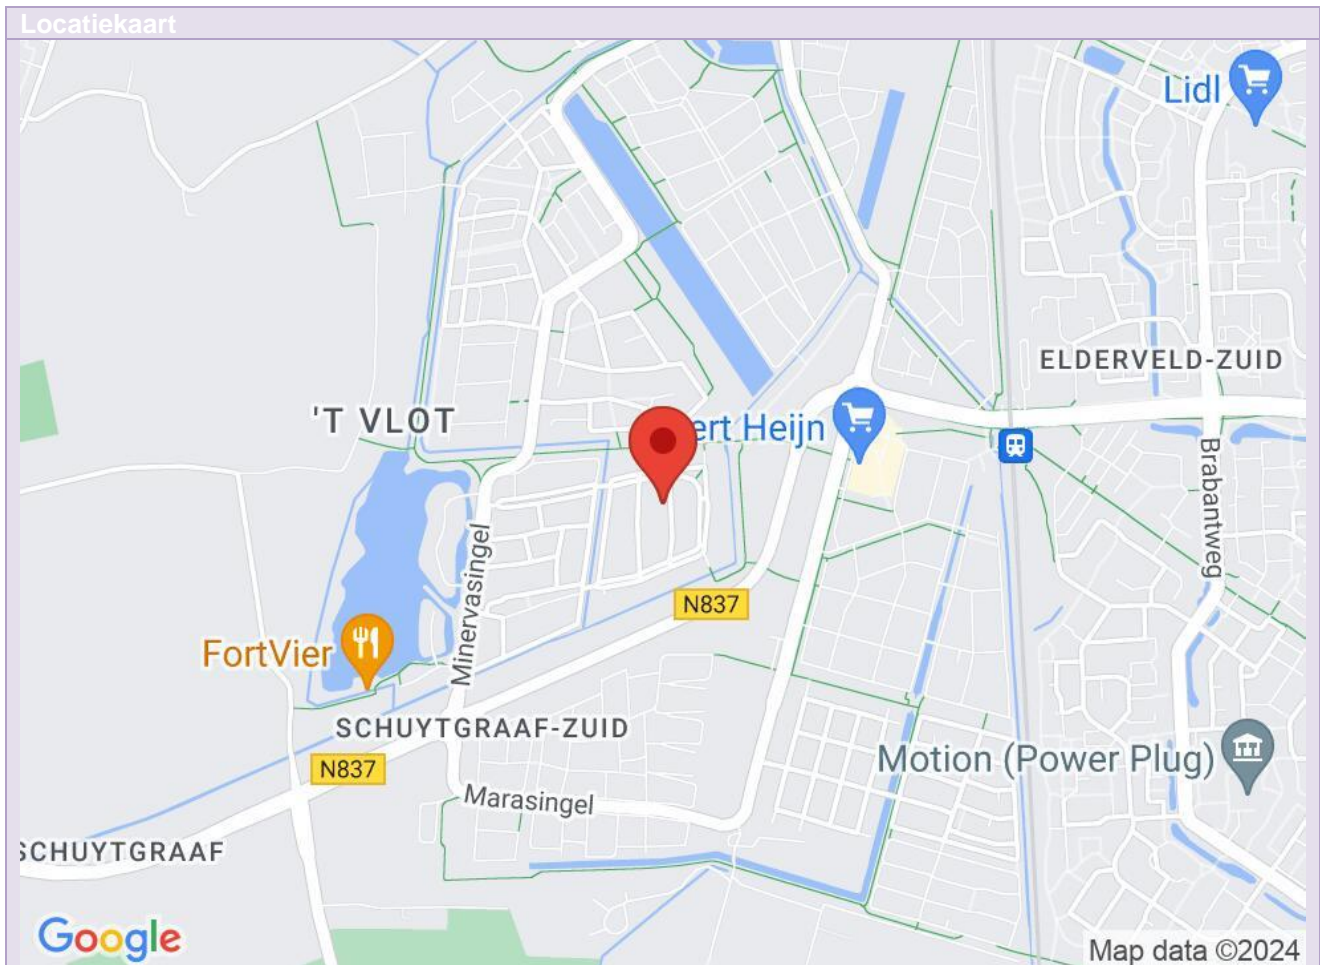 Locatiekaart
Lidl
ELDERVELD-ZUID
'T VLOT
ert Heijn
Brabantweg
Minervasingel
N837
FortVier
SCHUYTGRAAF-ZUID
Motion (Power Plug)
N837
Marasingel
SCHUYTGRAAF
Google
Map data ©2024